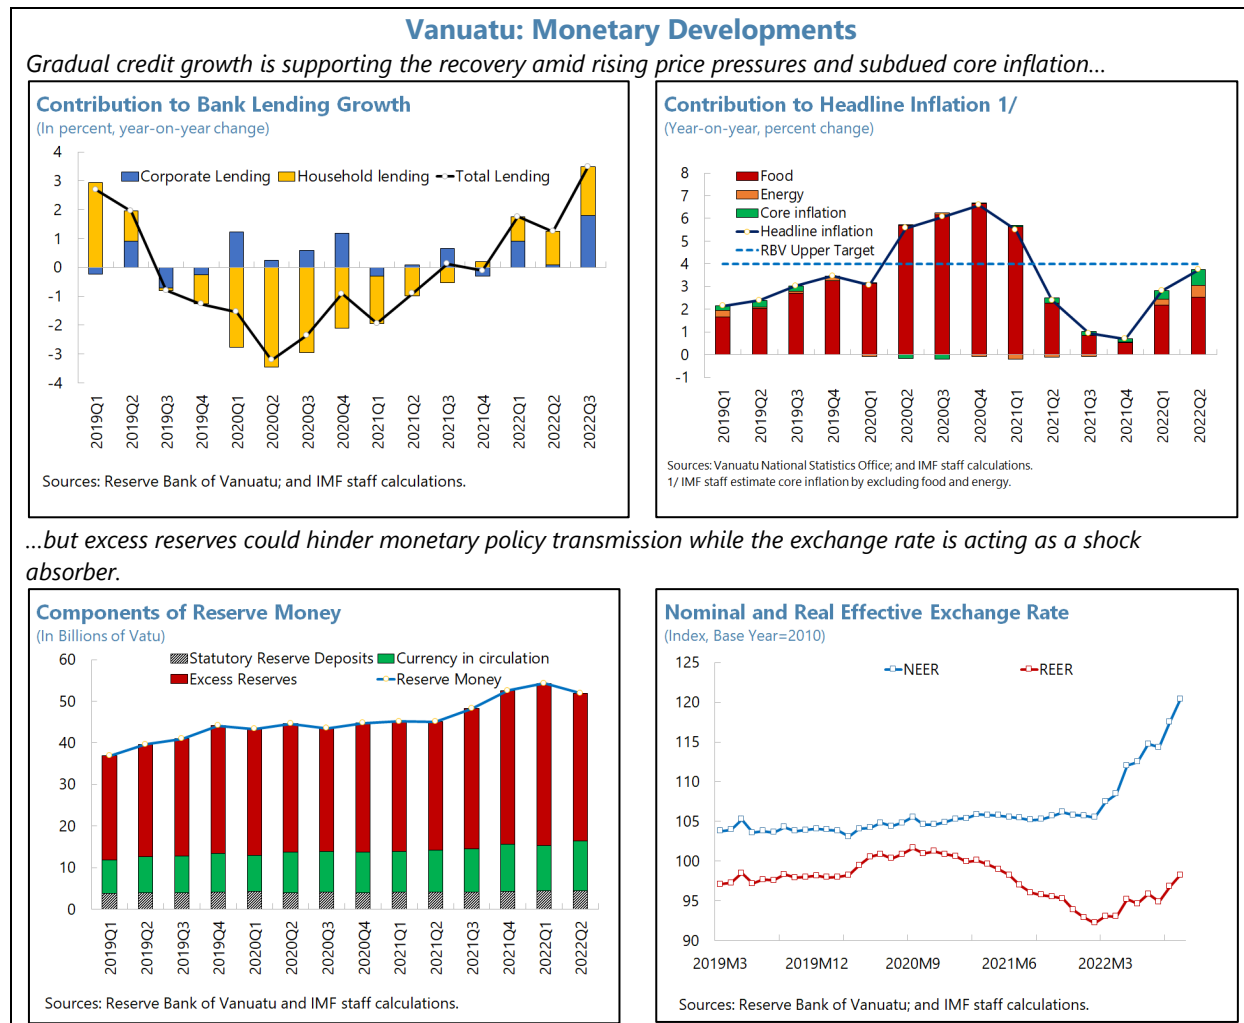 Vanuatu: Monetary Developments
Gradual credit growth is supporting the recovery amid rising price pressures and subdued core inflation...
Contribution to Bank Lending Growth
(In percent, year-on-year change)
Corporate Lending Household lending Total Lending
4
3
2
1
0
-1
-2
-3
-4
2019Q1
2019Q2
2019Q3
2019Q4
2020Q1
2020Q2
2020Q3
2020Q4
2021Q1
2021Q2
2021Q3
2021Q4
2022Q1
2022Q2
2022Q3
Sources: Reserve Bank of Vanuatu; and IMF staff calculations.
Contribution to Headline Inflation 1/
(Year-on-year, percent change)
Food
Energy
Core inflation
Headline inflation
RBV Upper Target
8
7
6
5
4
3
2
1
0
-1
2019Q1
2019Q2
2019Q3
2019Q4
2020Q1
2020Q2
2020Q3
2020Q4
2021Q1
2021Q2
2021Q3
2021Q4
2022Q1
2022Q2
Sources: Vanuatu National Statistics Office; and IMF staff calculations.
1/ IMF staff estimate core inflation by excluding food and energy.
...but excess reserves could hinder monetary policy transmission while the exchange rate is acting as a shock
absorber.
Components of Reserve Money
(In Billions of Vatu)
Statutory Reserve Deposits Currency in circulation
Excess Reserves Reserve Money
60
50
40
30
20
10
0
2019Q1
2019Q2
2019Q3
2019Q4
2020Q1
2020Q2
2020Q3
2020Q4
2021Q1
2021Q2
2021Q3
2021Q4
2022Q1
2022Q2
Sources: Reserve Bank of Vanuatu and IMF staff calculations.
Nominal and Real Effective Exchange Rate
(Index, Base Year=2010)
NEER REER
125
120
115
110
105
100
95
90
2019M3 2019M12 2020M9 2021M6 2022M3
Sources: Reserve Bank of Vanuatu; and IMF staff calculations.